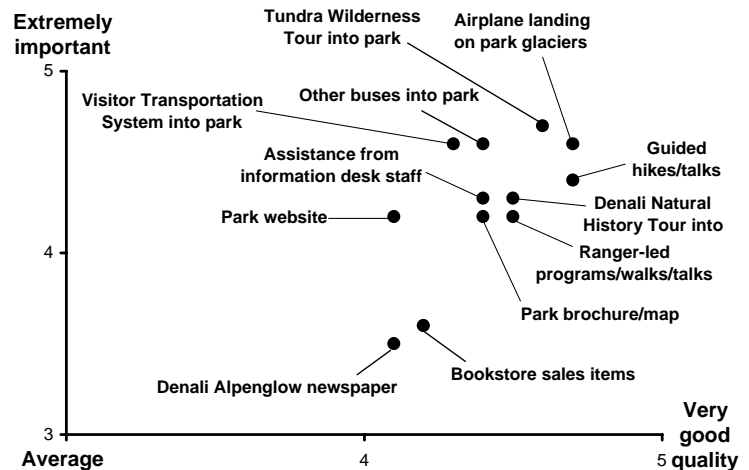 Extremely
important
Tundra Wilderness
Tour into park
Airplane landing
on park glaciers
5
Visitor Transportation
System into park
Other buses into park
Guided
hikes/talks
Assistance from
information desk staff
Denali Natural
History Tour into
Park website
Ranger-led
programs/walks/talks
4
Park brochure/map
Denali Alpenglow newspaper
Bookstore sales items
3
Average
4
5
Very
good
quality